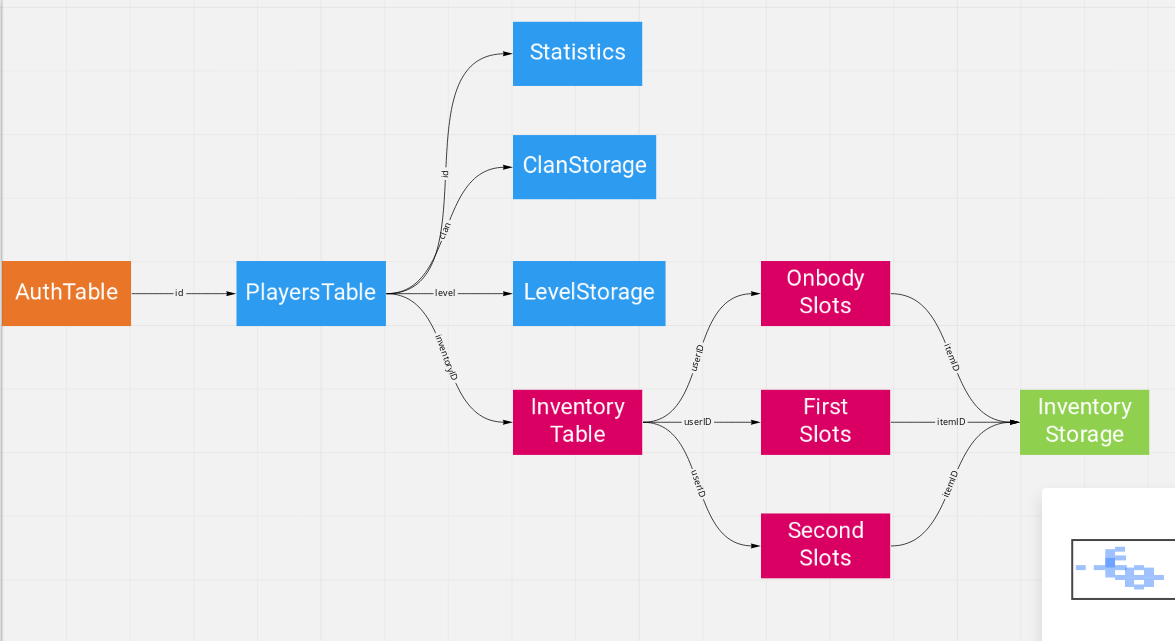 Statistics
ClanStorage
id
clan
AuthTable
id
PlayersTable
level
LevelStorage
Onbody
Slots
inventoryID
userID
itemID
Inventory
Table
userID
First
Slots
itemID
Inventory
Storage
userID
itemID
Second
Slots